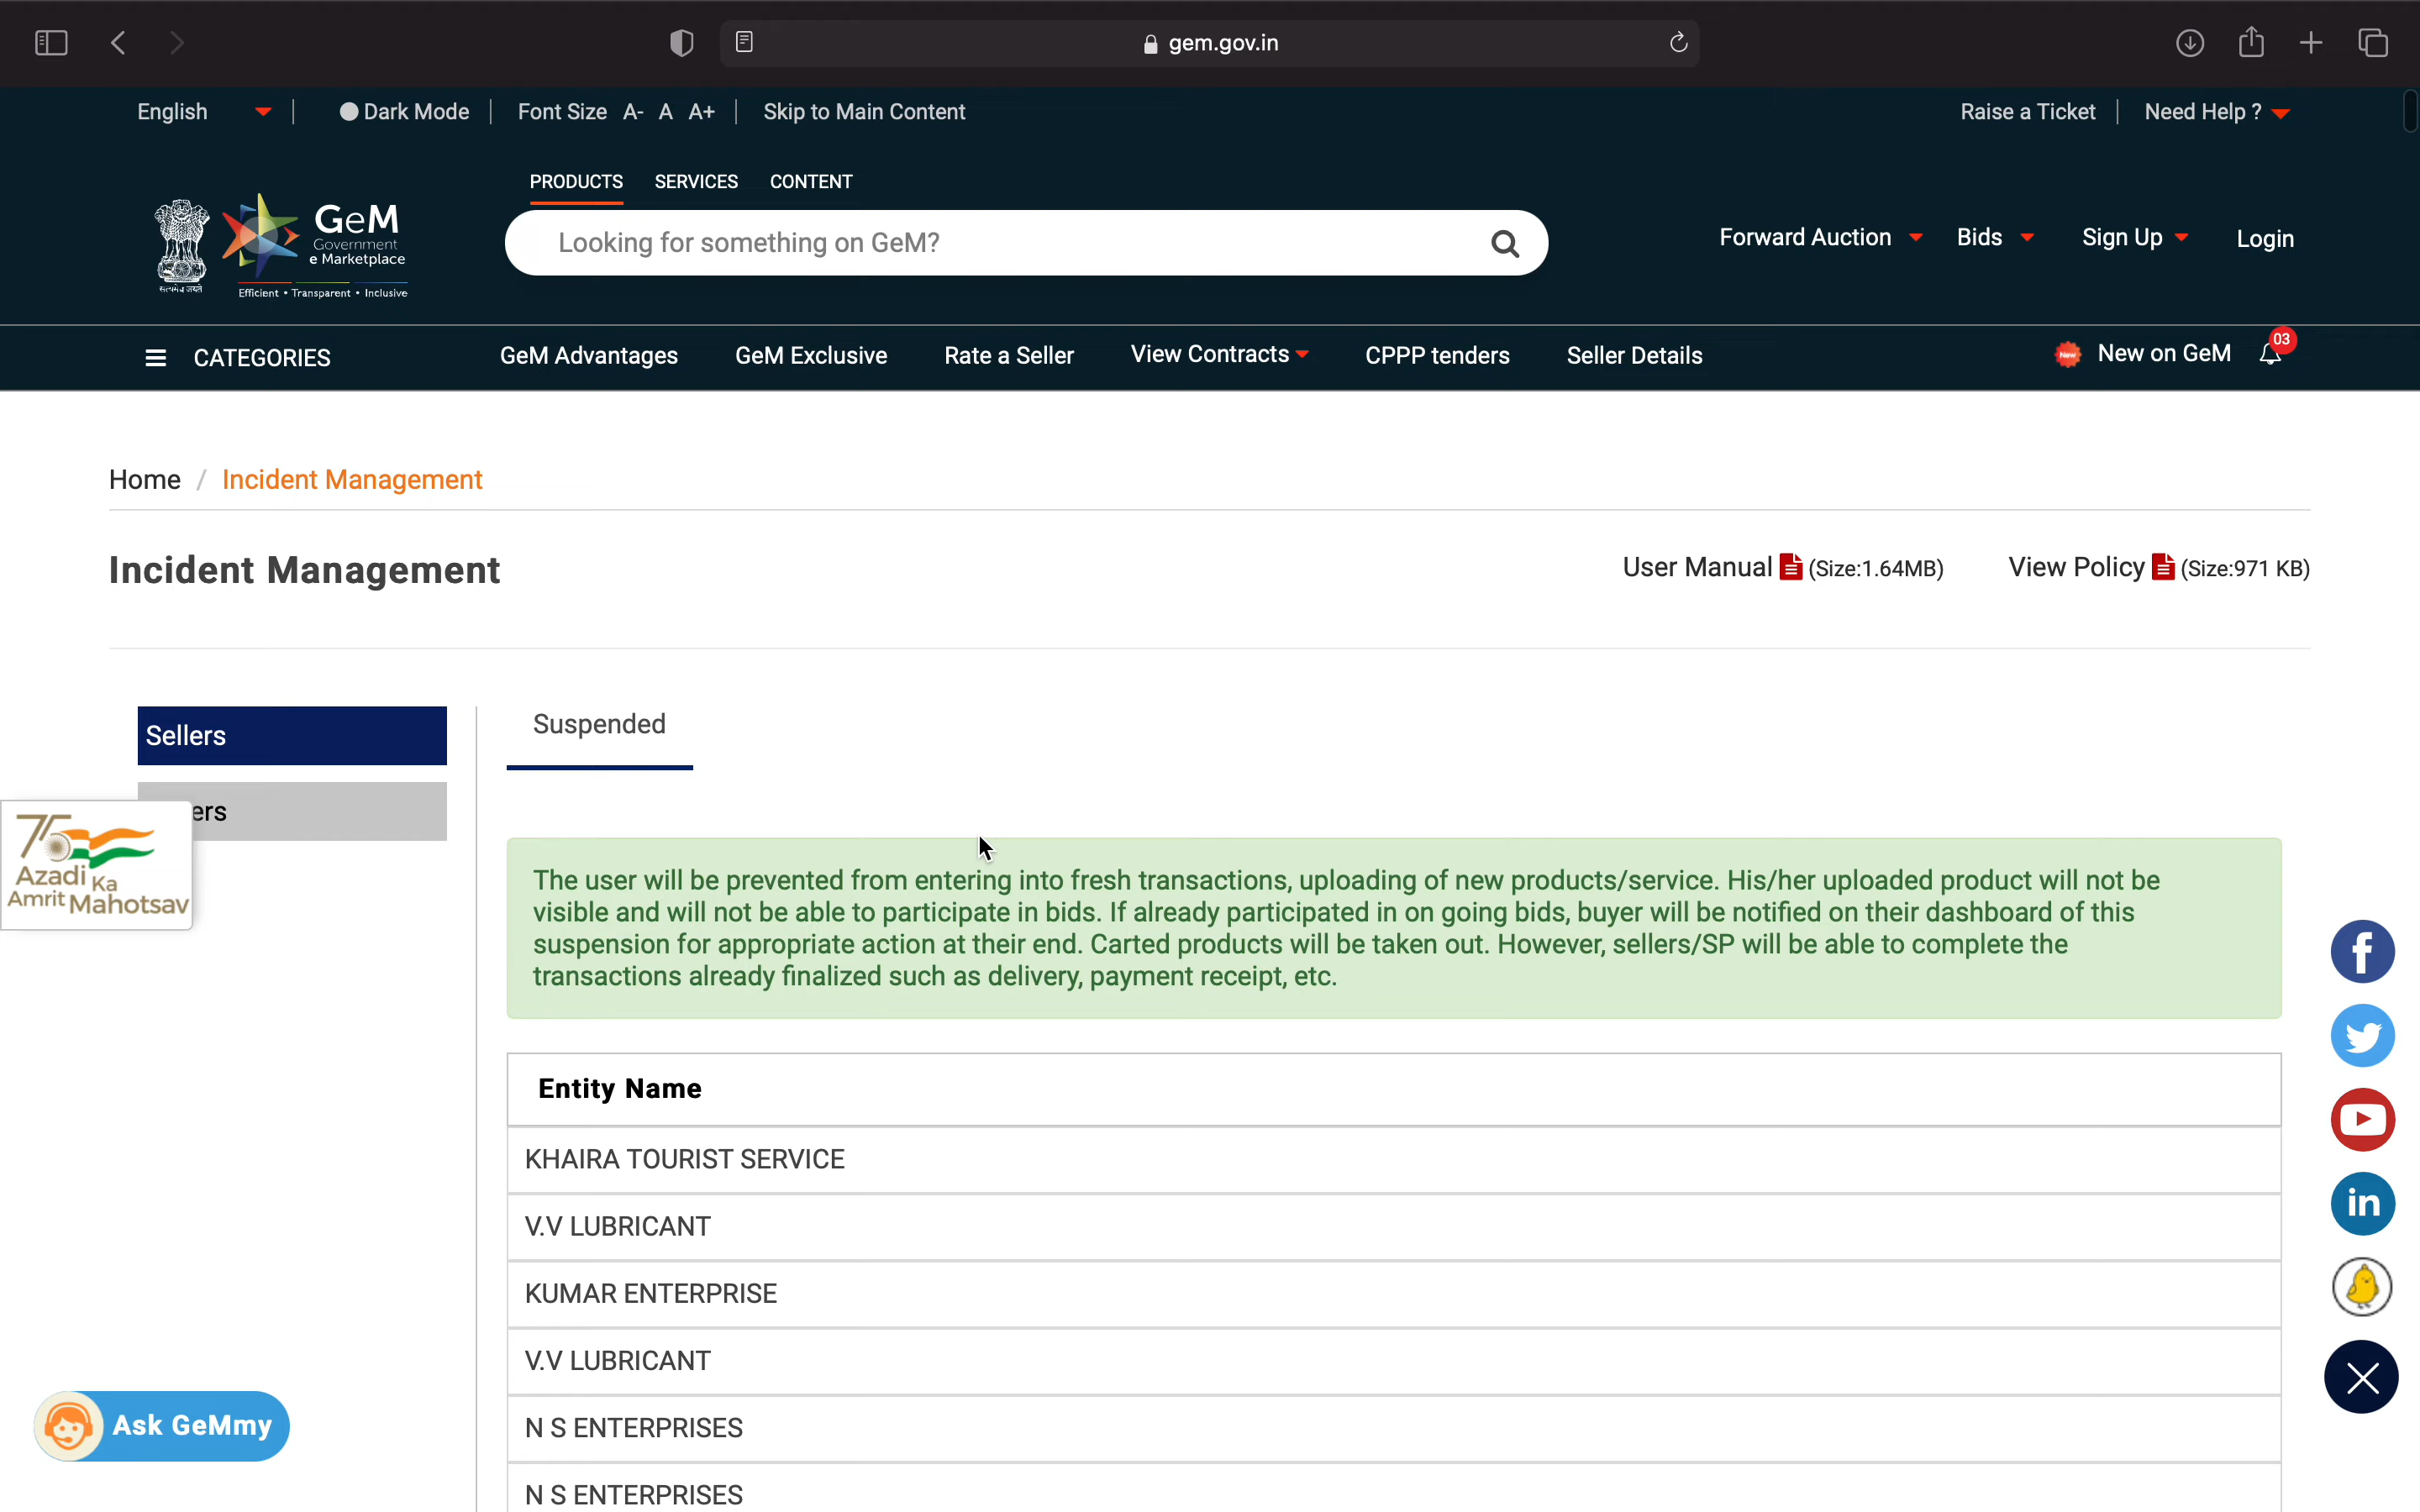 gem.gov.in
English
Dark Mode
Font Size A- A A+
Skip to Main Content
Raise a Ticket
Need Help ?
PRODUCTS SERVICES CONTENT
सत्यमेव जयते
GeM
Government
e Marketplace
Efficient • Transparent • Inclusive
Looking for something on GeM?
Forward Auction
Bids
Sign Up
Login
CATEGORIES
GeM Advantages
GeM Exclusive
Rate a Seller
View Contracts
CPPP tenders
Seller Details
New
New on GeM
03
Home / Incident Management
Incident Management
User Manual (Size:1.64MB)
View Policy (Size:971 KB)
Sellers
ers
75
Azadi Ka
Amrit Mahotsav
Suspended
The user will be prevented from entering into fresh transactions, uploading of new products/service. His/her uploaded product will not be
visible and will not be able to participate in bids. If already participated in on going bids, buyer will be notified on their dashboard of this
suspension for appropriate action at their end. Carted products will be taken out. However, sellers/SP will be able to complete the
transactions already finalized such as delivery, payment receipt, etc.
Entity Name
KHAIRA TOURIST SERVICE
V.V LUBRICANT
KUMAR ENTERPRISE
V.V LUBRICANT
N S ENTERPRISES
N S ENTERPRISES
Ask GeMmy
f
in